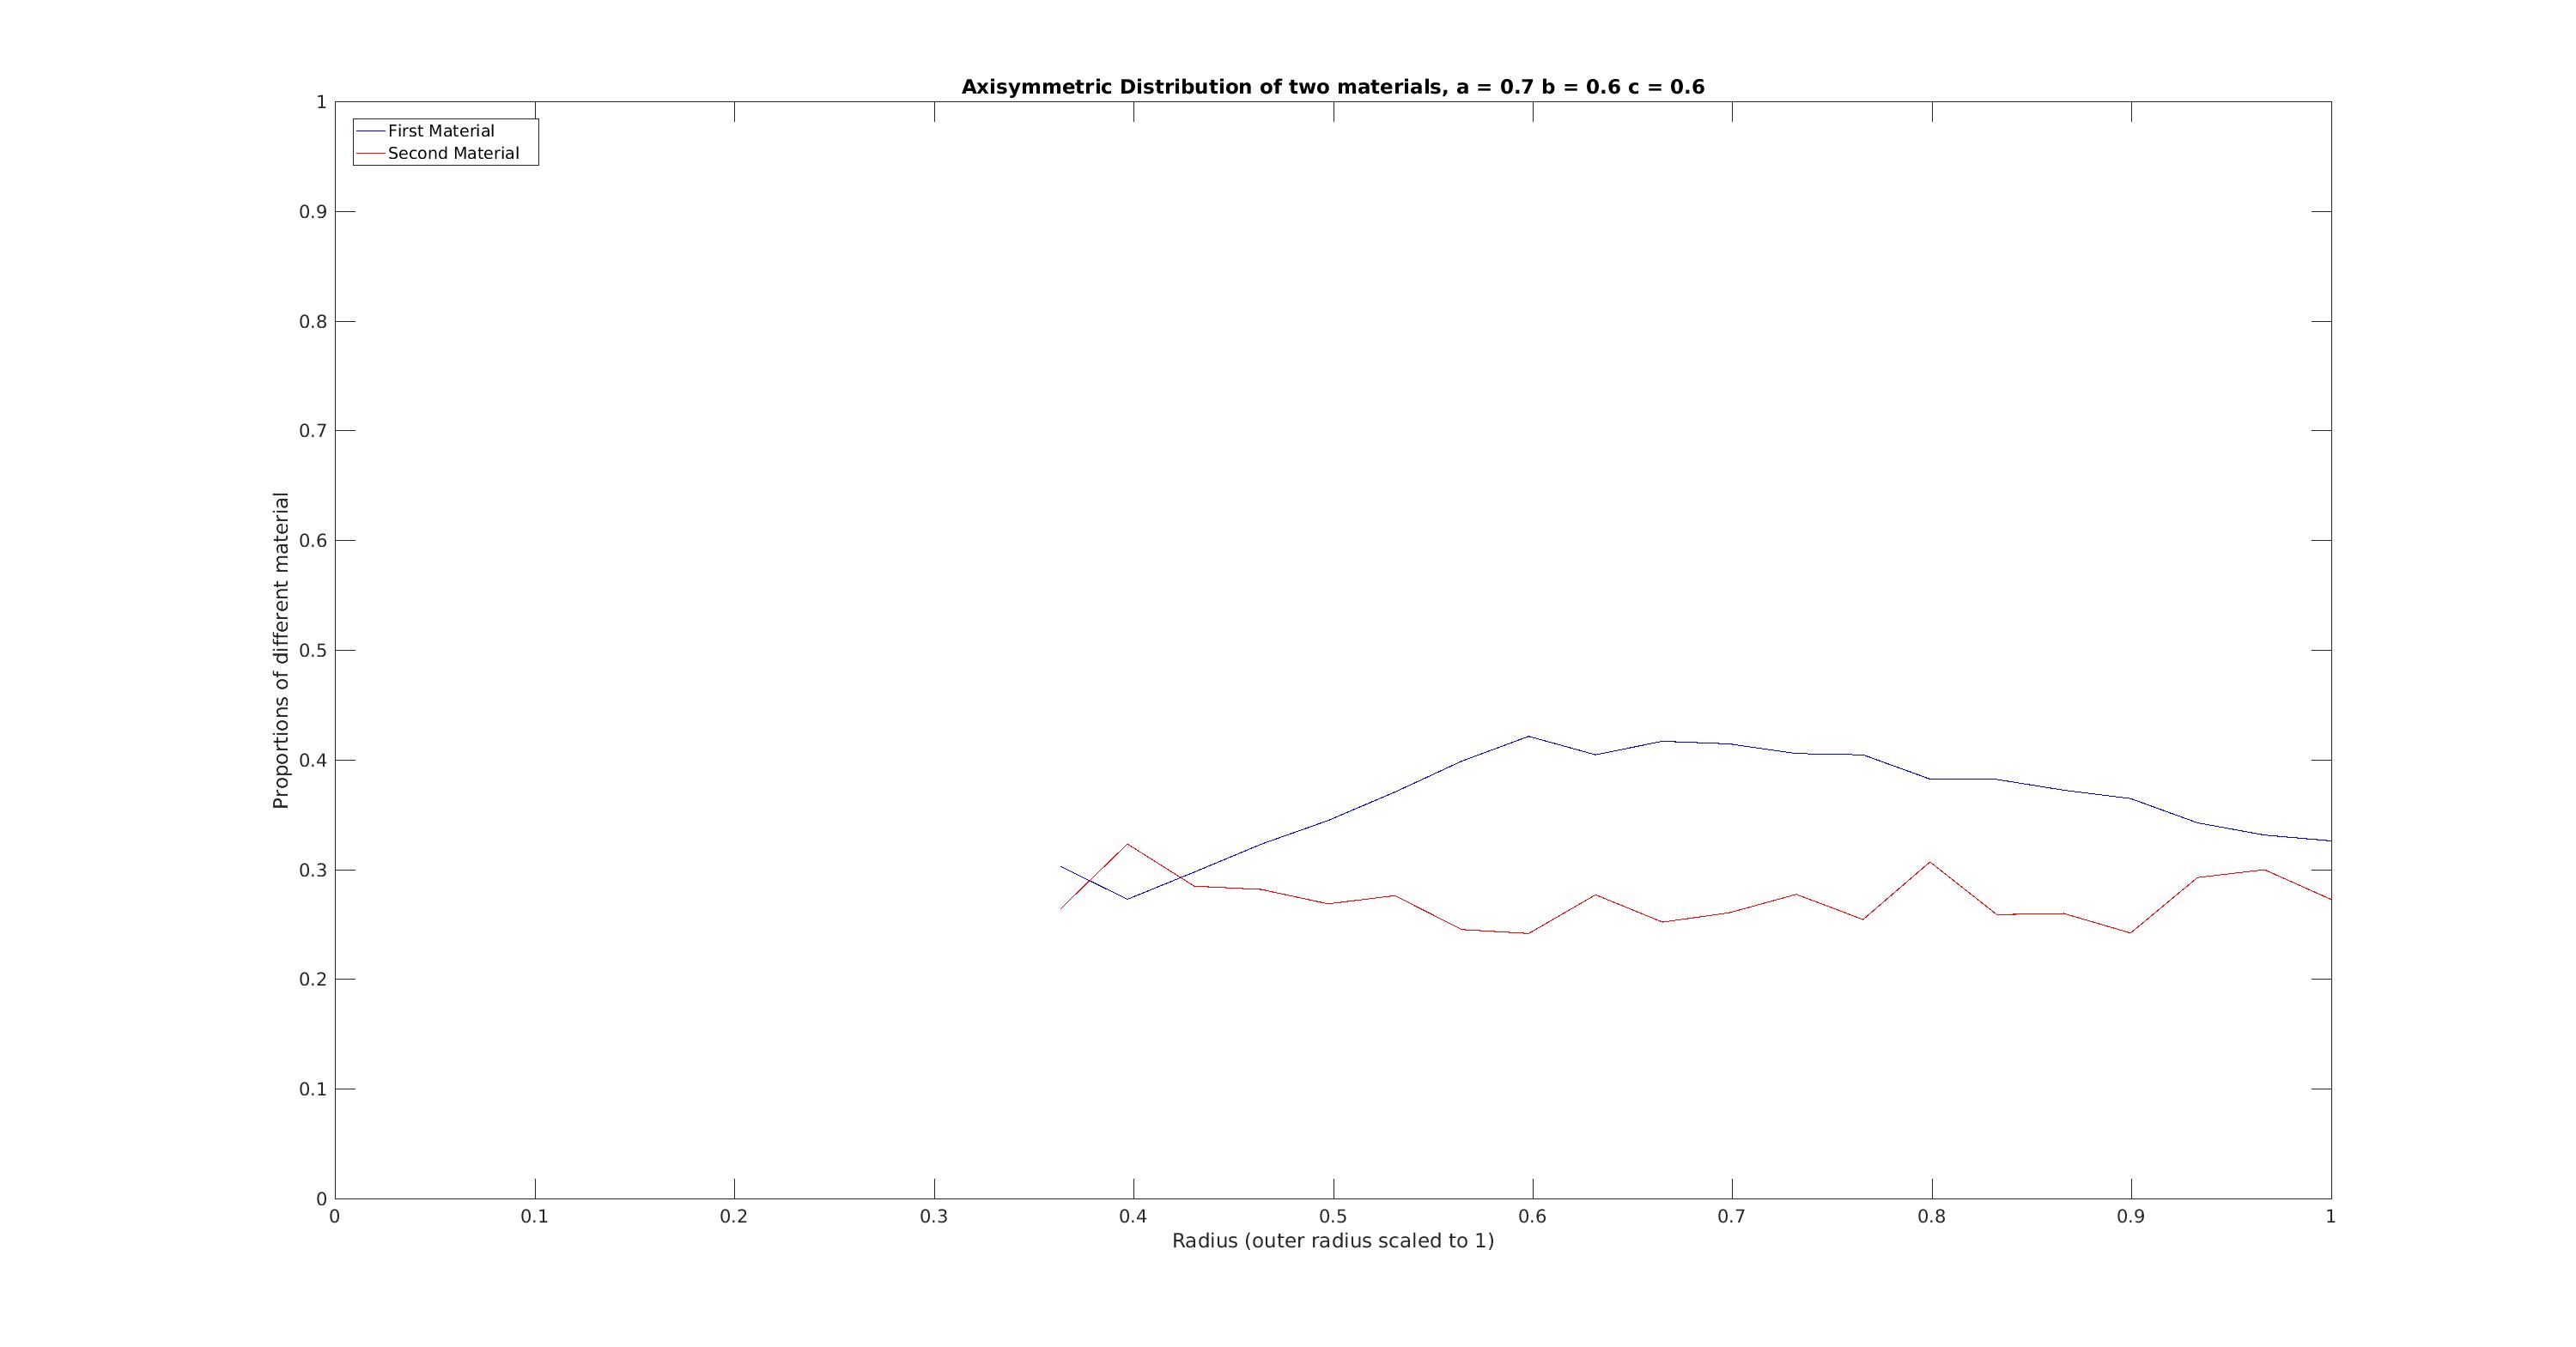 Axisymmetric Distribution of two materials, a = 0.7 b = 0.6 c = 0.6
First Material
Second Material
1
0.9
0.8
0.7
0.6
0.5
0.4
0.3
0.2
0.1
0
Proportions of different material
0 0.1 0.2 0.3 0.4 0.5 0.6 0.7 0.8 0.9 1
Radius (outer radius scaled to 1)